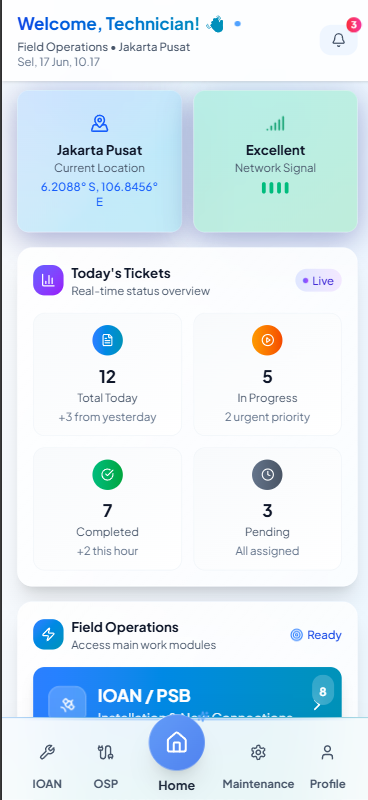 Welcome, Technician!
Field Operations • Jakarta Pusat
Sel, 17 Jun, 10.17
3
Jakarta Pusat
Current Location
6.2088° S, 106.8456°
E
Excellent
Network Signal
Today's Tickets
Real-time status overview
Live
12
Total Today
+3 from yesterday
5
In Progress
2 urgent priority
7
Completed
+2 this hour
3
Pending
All assigned
Field Operations
Access main work modules
Ready
IOAN / PSB
8
Installation & New Connections
IOAN
OSP
Home
Maintenance
Profile